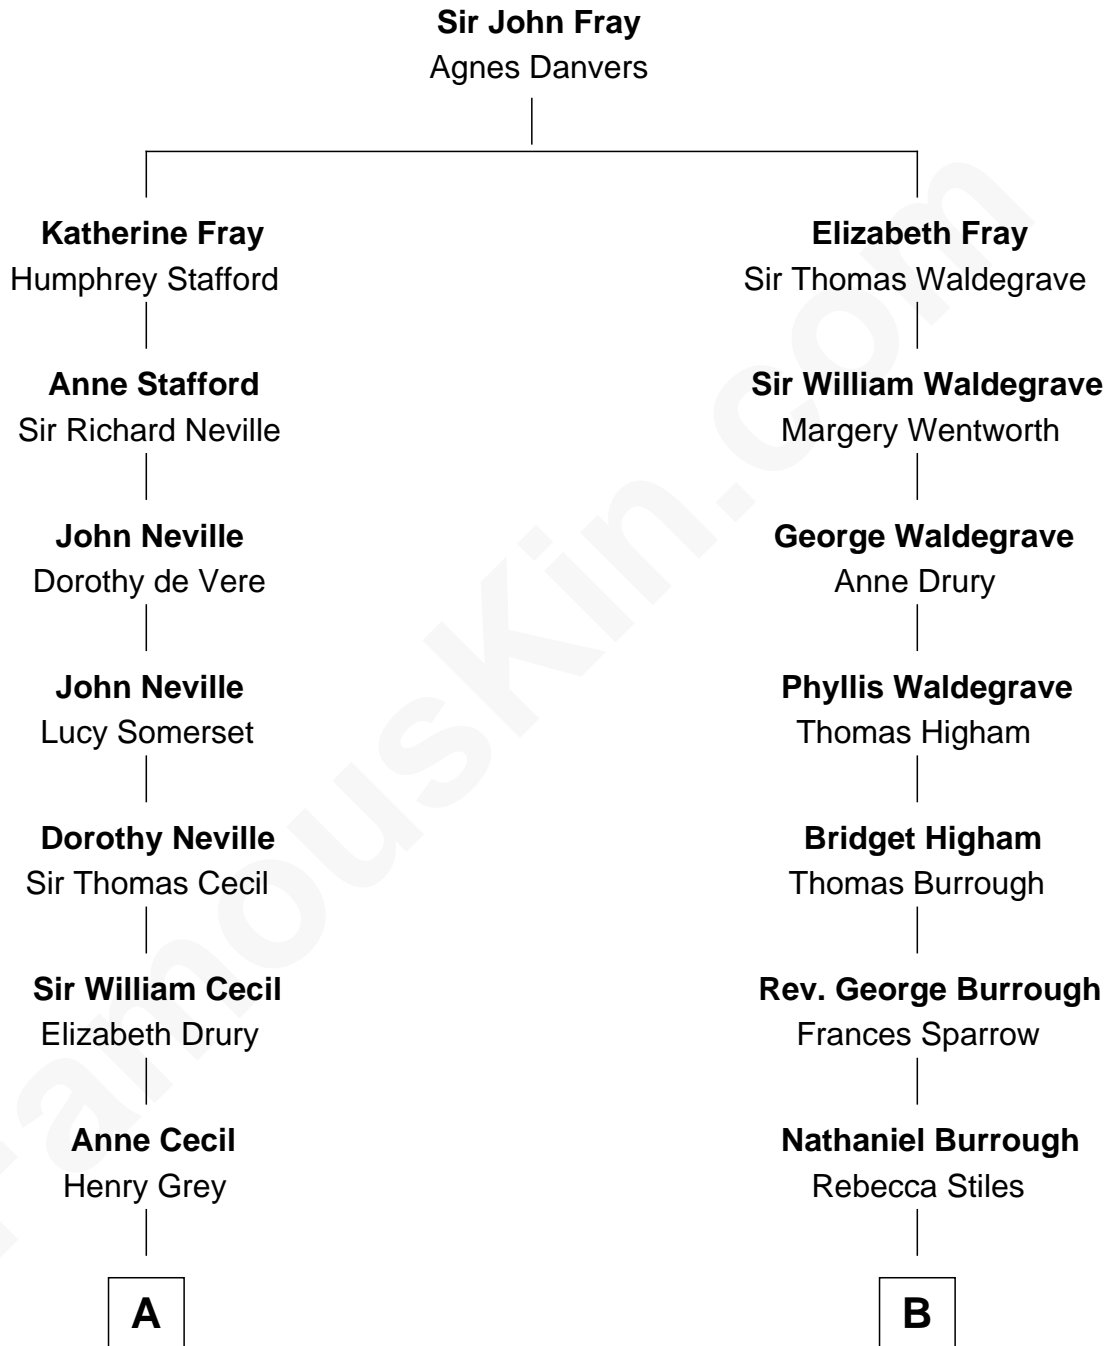 Sir John Fray
Agnes Danvers
Katherine Fray
Humphrey Stafford
Elizabeth Fray
Sir Thomas Waldegrave
Anne Stafford
Sir Richard Neville
Sir William Waldegrave
Margery Wentworth
John Neville
Dorothy de Vere
George Waldegrave
Anne Drury
John Neville
Lucy Somerset
Phyllis Waldegrave
Thomas Higham
Dorothy Neville
Sir Thomas Cecil
Bridget Higham
Thomas Burrough
Sir William Cecil
Elizabeth Drury
Rev. George Burrough
Frances Sparrow
Anne Cecil
Henry Grey
Nathaniel Burrough
Rebecca Stiles
A
B
FamousKin.com